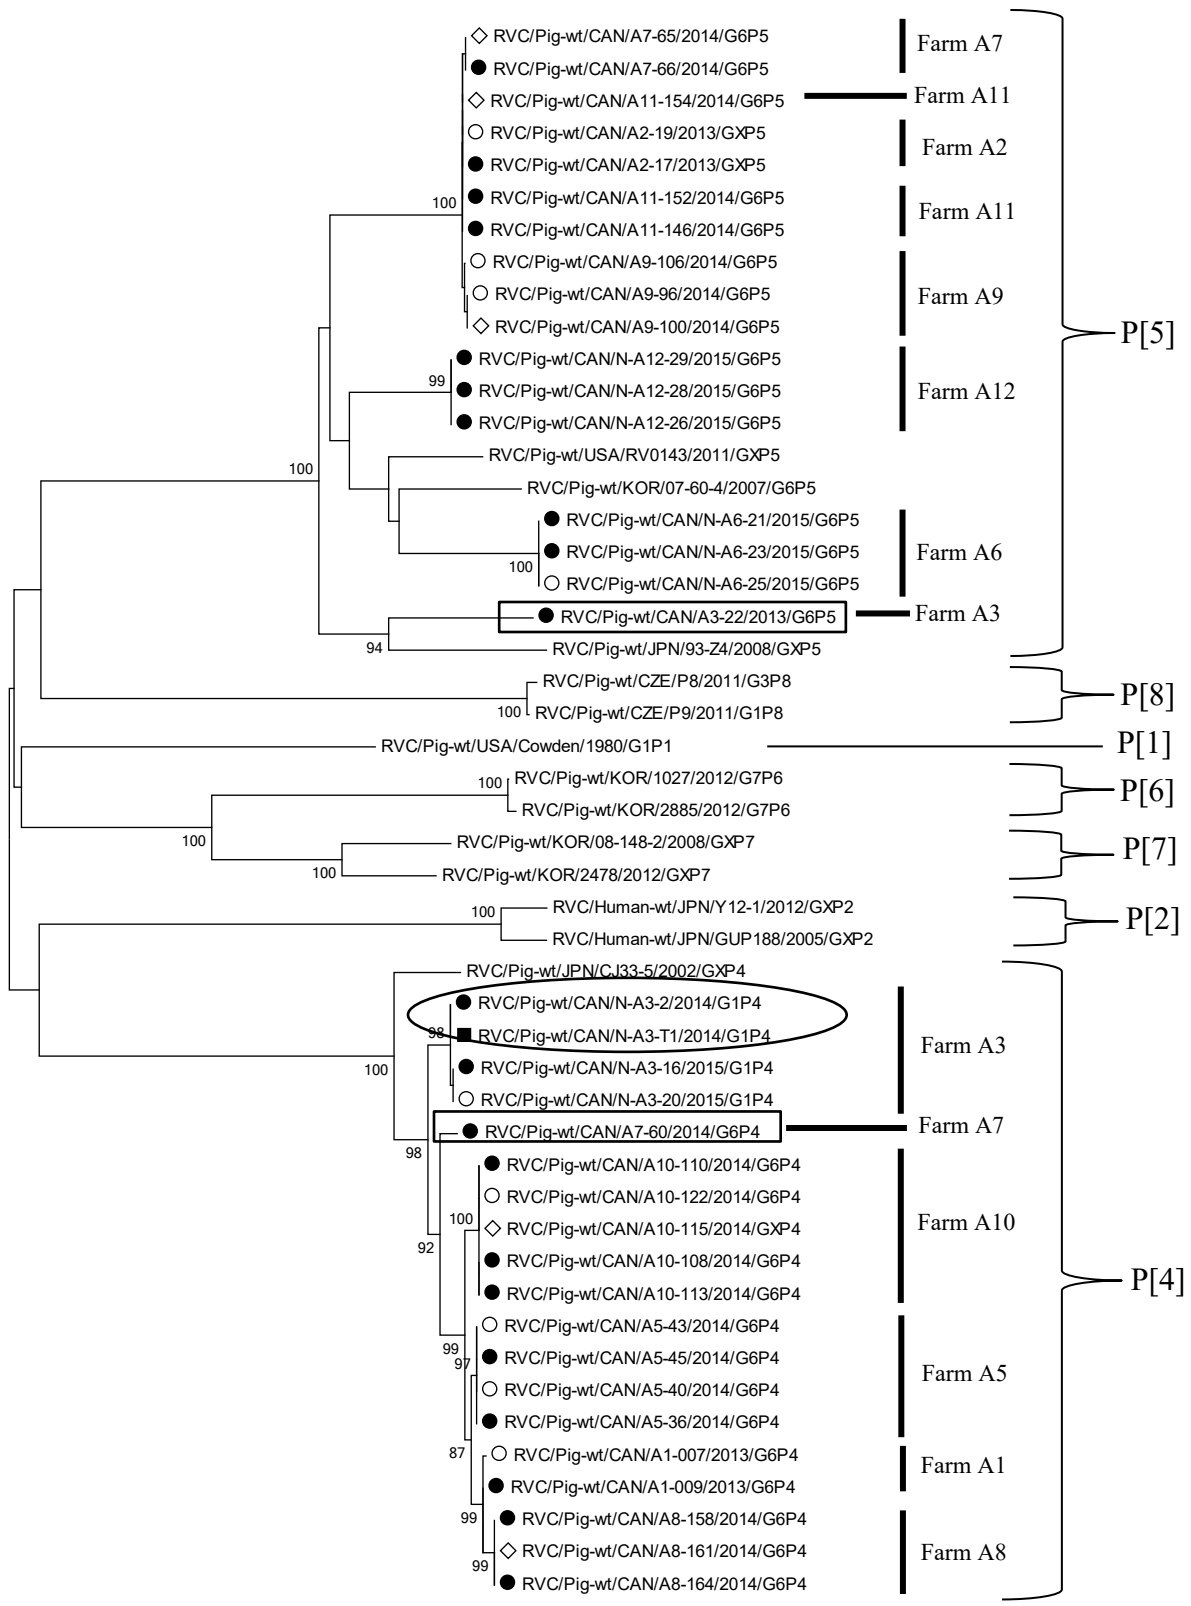 RVC/Pig-wt/CAN/A7-65/2014/G6P5
Farm A7
RVC/Pig-wt/CAN/A7-66/2014/G6P5
RVC/Pig-wt/CAN/A11-154/2014/G6P5
Farm A11
RVC/Pig-wt/CAN/A2-19/2013/GXP5
Farm A2
RVC/Pig-wt/CAN/A2-17/2013/GXP5
RVC/Pig-wt/CAN/A11-152/2014/G6P5
100
Farm A11
RVC/Pig-wt/CAN/A11-146/2014/G6P5
RVC/Pig-wt/CAN/A9-106/2014/G6P5
RVC/Pig-wt/CAN/A9-96/2014/G6P5
Farm A9
RVC/Pig-wt/CAN/A9-100/2014/G6P5
P[5]
RVC/Pig-wt/CAN/N-A12-29/2015/G6P5
99
RVC/Pig-wt/CAN/N-A12-28/2015/G6P5
Farm A12
RVC/Pig-wt/CAN/N-A12-26/2015/G6P5
RVC/Pig-wt/USA/RV0143/2011/GXP5
100
RVC/Pig-wt/KOR/07-60-4/2007/G6P5
RVC/Pig-wt/CAN/N-A6-21/2015/G6P5
RVC/Pig-wt/CAN/N-A6-23/2015/G6P5
Farm A6
100
RVC/Pig-wt/CAN/N-A6-25/2015/G6P5
RVC/Pig-wt/CAN/A3-22/2013/G6P5
Farm A3
94
RVC/Pig-wt/JPN/93-Z4/2008/GXP5
RVC/Pig-wt/CZE/P8/2011/G3P8
P[8]
100
RVC/Pig-wt/CZE/P9/2011/G1P8
RVC/Pig-wt/USA/Cowden/1980/G1P1
P[1]
RVC/Pig-wt/KOR/1027/2012/G7P6
100
P[6]
RVC/Pig-wt/KOR/2885/2012/G7P6
100
RVC/Pig-wt/KOR/08-148-2/2008/GXP7
P[7]
100
RVC/Pig-wt/KOR/2478/2012/GXP7
RVC/Human-wt/JPN/Y12-1/2012/GXP2
100
P[2]
RVC/Human-wt/JPN/GUP188/2005/GXP2
RVC/Pig-wt/JPN/CJ33-5/2002/GXP4
RVC/Pig-wt/CAN/N-A3-2/2014/G1P4
98
RVC/Pig-wt/CAN/N-A3-T1/2014/G1P4
Farm A3
100
RVC/Pig-wt/CAN/N-A3-16/2015/G1P4
RVC/Pig-wt/CAN/N-A3-20/2015/G1P4
RVC/Pig-wt/CAN/A7-60/2014/G6P4
Farm A7
98
RVC/Pig-wt/CAN/A10-110/2014/G6P4
RVC/Pig-wt/CAN/A10-122/2014/G6P4
100
RVC/Pig-wt/CAN/A10-115/2014/GXP4
Farm A10
92
RVC/Pig-wt/CAN/A10-108/2014/G6P4
P[4]
RVC/Pig-wt/CAN/A10-113/2014/G6P4
RVC/Pig-wt/CAN/A5-43/2014/G6P4
99
97
RVC/Pig-wt/CAN/A5-45/2014/G6P4
Farm A5
RVC/Pig-wt/CAN/A5-40/2014/G6P4
RVC/Pig-wt/CAN/A5-36/2014/G6P4
87
RVC/Pig-wt/CAN/A1-007/2013/G6P4
Farm A1
RVC/Pig-wt/CAN/A1-009/2013/G6P4
99
RVC/Pig-wt/CAN/A8-158/2014/G6P4
RVC/Pig-wt/CAN/A8-161/2014/G6P4
Farm A8
99
RVC/Pig-wt/CAN/A8-164/2014/G6P4